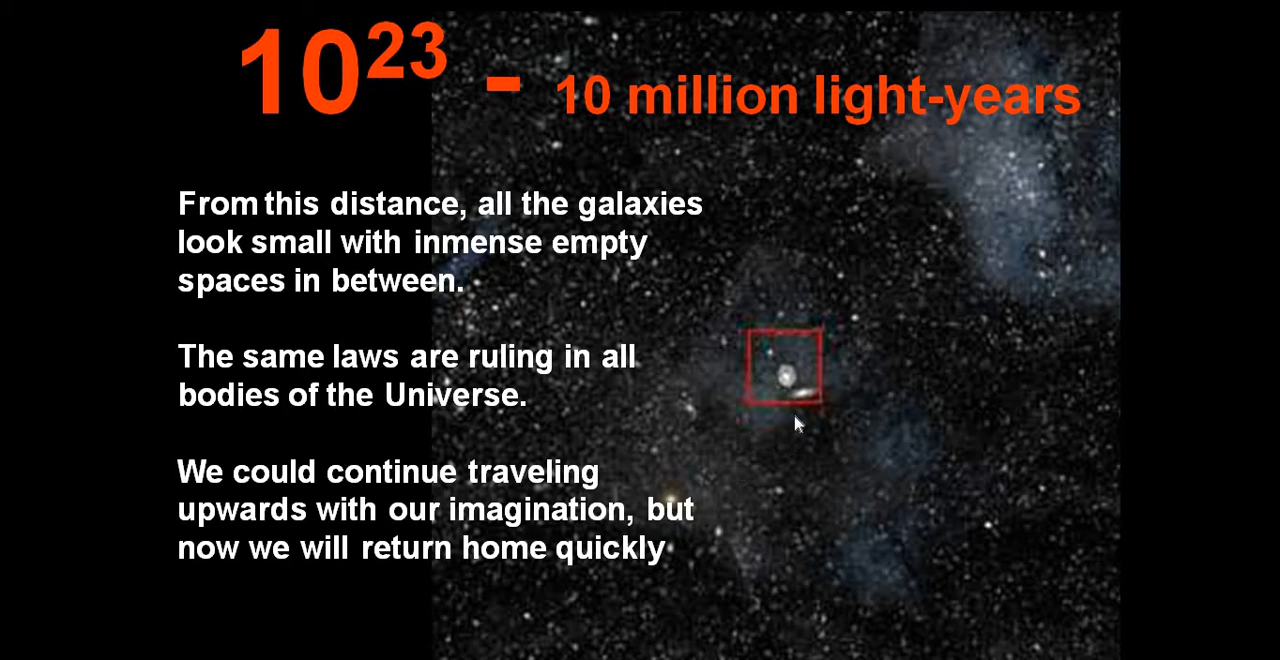 10²³ - 10 million light-years
From this distance, all the galaxies
look small with inmense empty
spaces in between.
The same laws are ruling in all
bodies of the Universe.
We could continue traveling
upwards with our imagination, but
now we will return home quickly